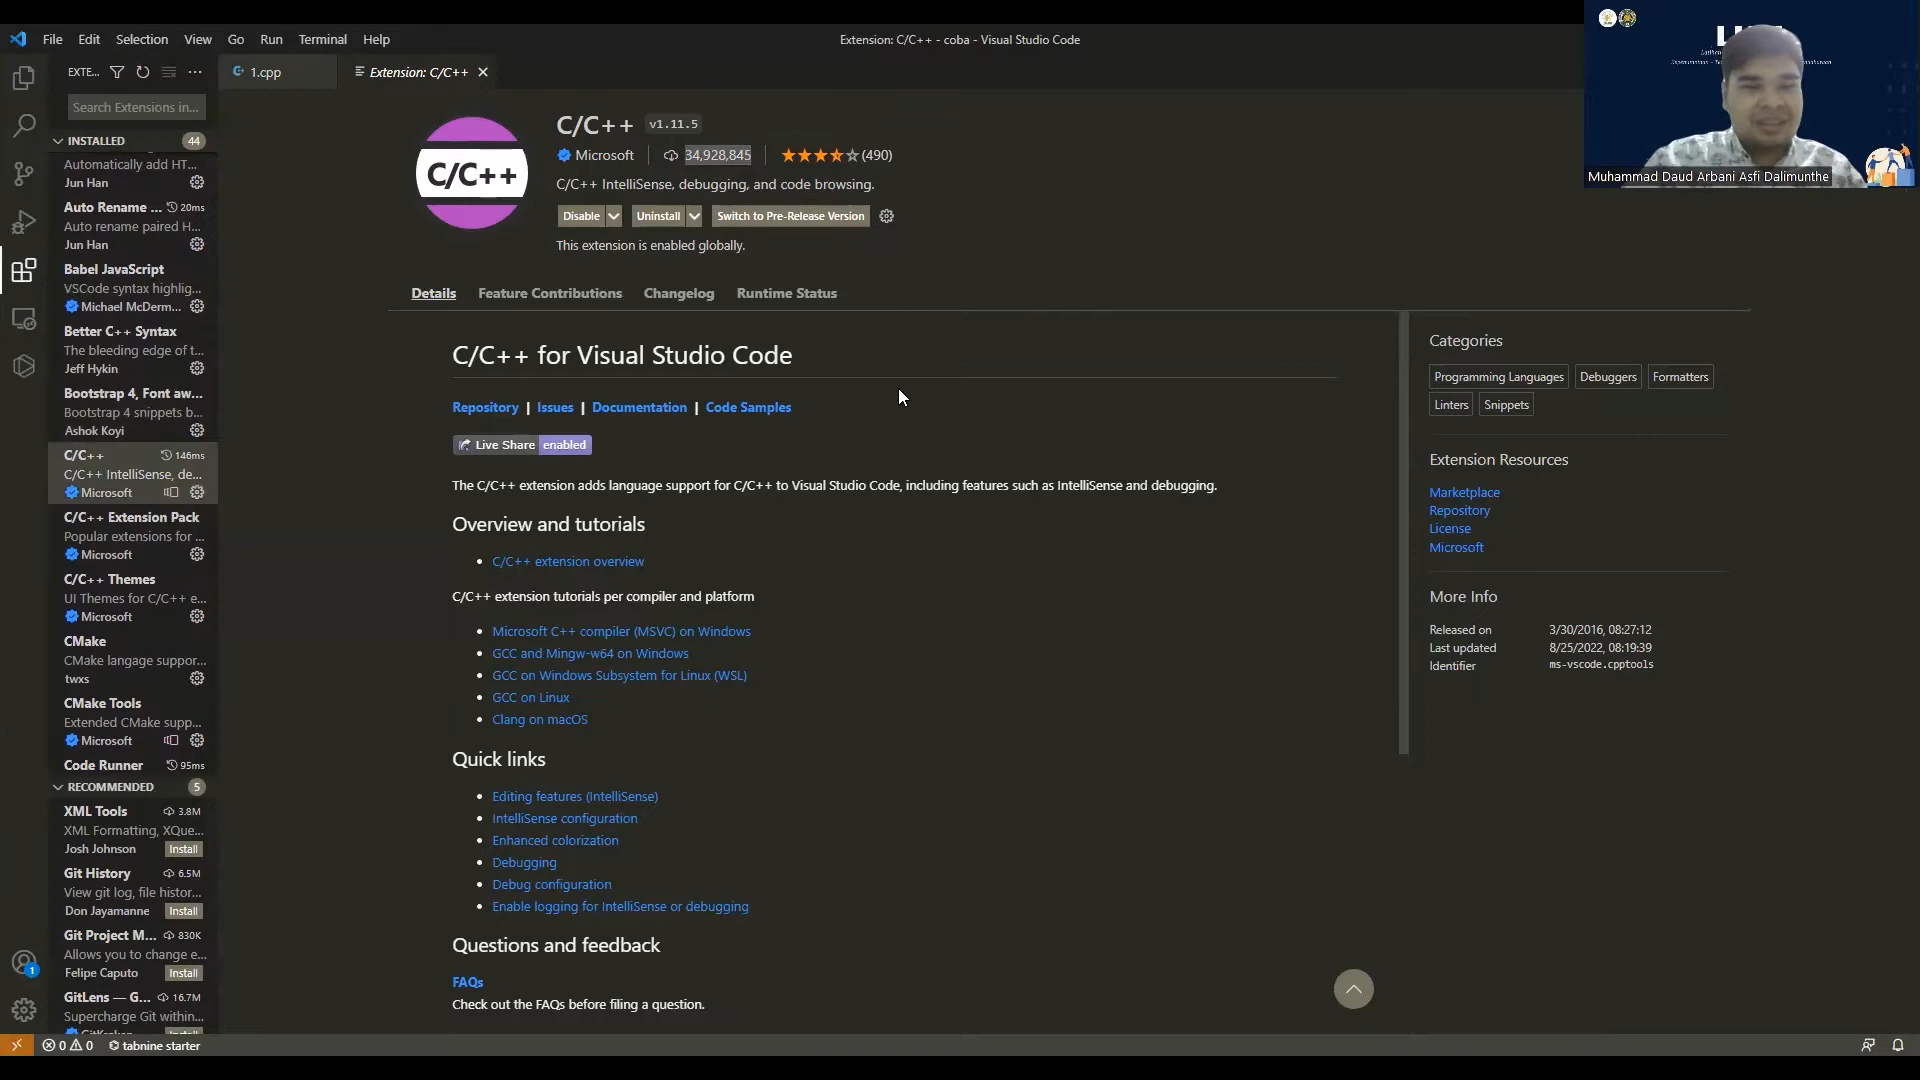 File Edit Selection View Go Run Terminal Help
Extension: C/C++ - coba - Visual Studio Code
EXTE...
1.cpp
Extension: C/C++
Search Extensions in...
INSTALLED 44
Automatically add HT...
Jun Han
Auto Rename ... 20ms
Auto rename paired H...
Jun Han
Babel JavaScript
VSCode syntax highlig...
Michael McDerm...
Better C++ Syntax
The bleeding edge of t...
Jeff Hykin
Bootstrap 4, Font aw...
Bootstrap 4 snippets b...
Ashok Koyi
C/C++ 146ms
C/C++ IntelliSense, de...
Microsoft
C/C++ Extension Pack
Popular extensions for ...
Microsoft
C/C++ Themes
UI Themes for C/C++ e...
Microsoft
CMake
CMake langage suppor...
twxs
CMake Tools
Extended CMake supp...
Microsoft
Code Runner 95ms
RECOMMENDED 5
XML Tools 3.8M
XML Formatting, XQue...
Josh Johnson Install
Git History 6.5M
View git log, file histor...
Don Jayamanne Install
Git Project M... 830K
Allows you to change e...
Felipe Caputo Install
GitLens — G... 16.7M
Supercharge Git within...
C/C++
C/C++ v1.11.5
Microsoft 34,928,845 (490)
C/C++ IntelliSense, debugging, and code browsing.
Disable Uninstall Switch to Pre-Release Version
This extension is enabled globally.
Details Feature Contributions Changelog Runtime Status
C/C++ for Visual Studio Code
Repository | Issues | Documentation | Code Samples
Live Share enabled
The C/C++ extension adds language support for C/C++ to Visual Studio Code, including features such as IntelliSense and debugging.
Overview and tutorials
C/C++ extension overview
C/C++ extension tutorials per compiler and platform
Microsoft C++ compiler (MSVC) on Windows
GCC and Mingw-w64 on Windows
GCC on Windows Subsystem for Linux (WSL)
GCC on Linux
Clang on macOS
Quick links
Editing features (IntelliSense)
IntelliSense configuration
Enhanced colorization
Debugging
Debug configuration
Enable logging for IntelliSense or debugging
Questions and feedback
FAQs
Check out the FAQs before filing a question.
Categories
Programming Languages Debuggers Formatters
Linters Snippets
Extension Resources
Marketplace
Repository
License
Microsoft
More Info
Released on 3/30/2016, 08:27:12
Last updated 8/25/2022, 08:19:39
Identifier ms-vscode.cpptools
Muhammad Daud Arbani Asfi Dalimunthe
1
0 0 tabnine starter